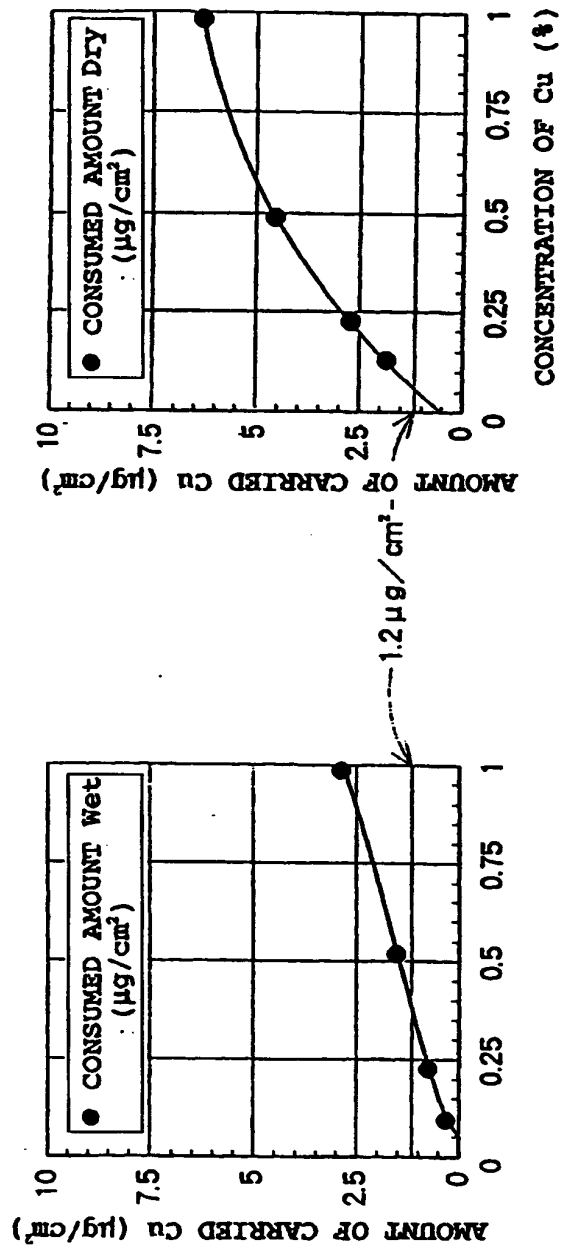 AMOUNT OF CARRIED Cu (µg/cm²)
10
7.5
5
2.5
0
● CONSUMED AMOUNT Wet
: (µg/cm²)
0
0.25
0.5
0.75
1
1.2 µg/cm²
AMOUNT OF CARRIED Cu (µg/cm²)
10
7.5
5
2.5
0
● CONSUMED AMOUNT Dry
: (µg/cm²)
0
0.25
0.5
0.75
1
CONCENTRATION OF Cu (%)